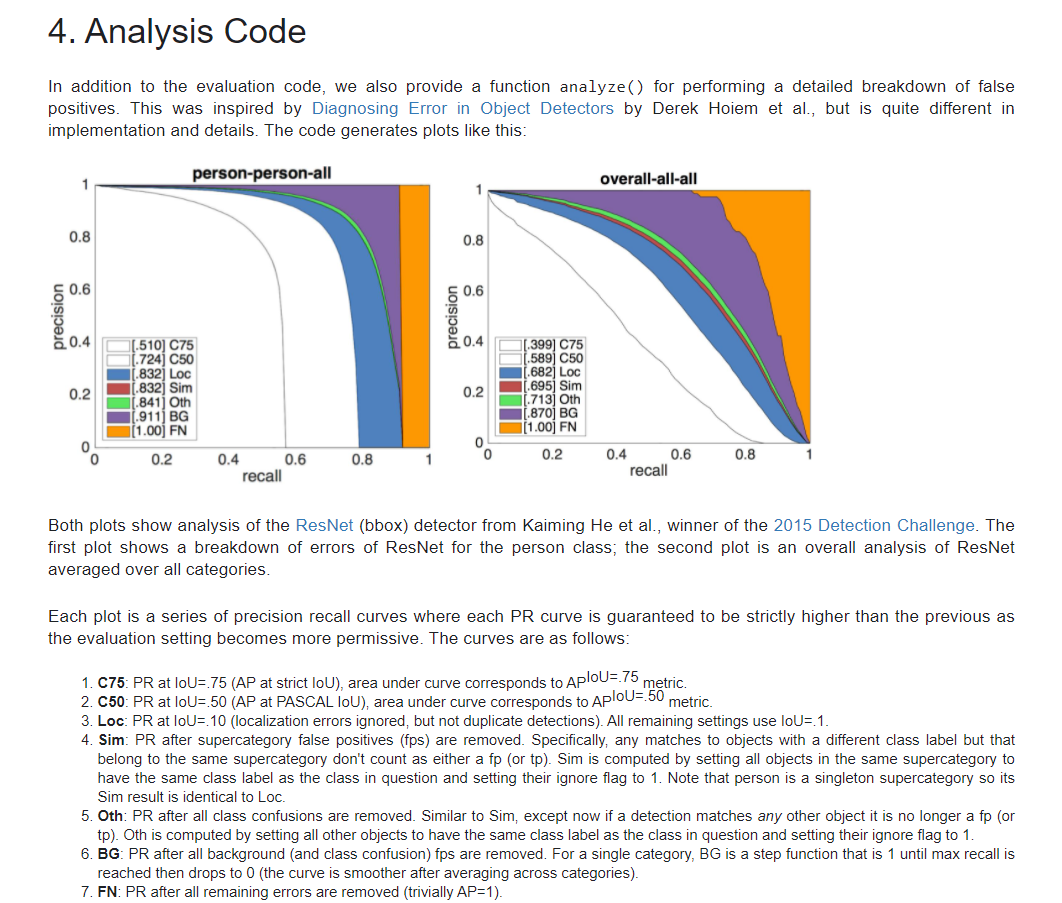 4. Analysis Code
In addition to the evaluation code, we also provide a function analyze() for performing a detailed breakdown of false
positives. This was inspired by Diagnosing Error in Object Detectors by Derek Hoiem et al., but is quite different in
implementation and details. The code generates plots like this:
person-person-all
1
0.8
0.6
0.4
0.2
0
precision
[.510] C75
[.724] C50
[.832] Loc
[.832] Sim
[.841] Oth
[.911] BG
[1.00] FN
0 0.2 0.4 0.6 0.8 1
recall
overall-all-all
1
0.8
0.6
0.4
0.2
0
precision
[.399] C75
[.589] C50
[.682] Loc
[.695] Sim
[.713] Oth
[.870] BG
[1.00] FN
0 0.2 0.4 0.6 0.8 1
recall
Both plots show analysis of the ResNet (bbox) detector from Kaiming He et al., winner of the 2015 Detection Challenge. The
first plot shows a breakdown of errors of ResNet for the person class; the second plot is an overall analysis of ResNet
averaged over all categories.
Each plot is a series of precision recall curves where each PR curve is guaranteed to be strictly higher than the previous as
the evaluation setting becomes more permissive. The curves are as follows:
1. C75: PR at IoU=.75 (AP at strict IoU), area under curve corresponds to APIoU=.75 metric.
2. C50: PR at IoU=.50 (AP at PASCAL IoU), area under curve corresponds to APIoU=.50 metric.
3. Loc: PR at IoU=.10 (localization errors ignored, but not duplicate detections). All remaining settings use IoU=.1.
4. Sim: PR after supercategory false positives (fps) are removed. Specifically, any matches to objects with a different class label but that
belong to the same supercategory don't count as either a fp (or tp). Sim is computed by setting all objects in the same supercategory to
have the same class label as the class in question and setting their ignore flag to 1. Note that person is a singleton supercategory so its
Sim result is identical to Loc.
5. Oth: PR after all class confusions are removed. Similar to Sim, except now if a detection matches any other object it is no longer a fp (or
tp). Oth is computed by setting all other objects to have the same class label as the class in question and setting their ignore flag to 1.
6. BG: PR after all background (and class confusion) fps are removed. For a single category, BG is a step function that is 1 until max recall is
reached then drops to 0 (the curve is smoother after averaging across categories).
7. FN: PR after all remaining errors are removed (trivially AP=1).